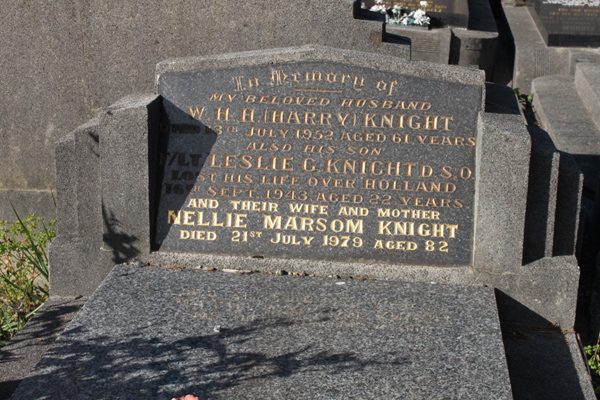 In Memory of
MY BELOVED HUSBAND
W. H. H. (HARRY) KNIGHT
DIED 13TH JULY 1952, AGED 61 YEARS
ALSO HIS SON
F/LT. LESLIE G. KNIGHT D.S.O.
LOST HIS LIFE OVER HOLLAND
16TH SEPT. 1943, AGED 22 YEARS
AND THEIR WIFE AND MOTHER
NELLIE MARSOM KNIGHT
DIED 21ST JULY 1979 AGED 82